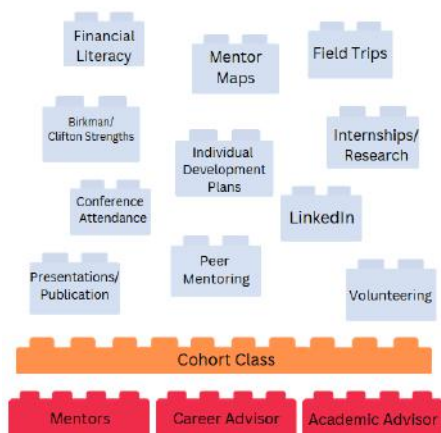 Financial
Literacy
Mentor
Maps
Field Trips
Birkman/
Clifton Strengths
Individual
Development
Plans
Internships/
Research
Conference
Attendance
LinkedIn
Peer
Mentoring
Presentations/
Publication
Volunteering
Cohort Class
Mentors
Career Advisor
Academic Advisor